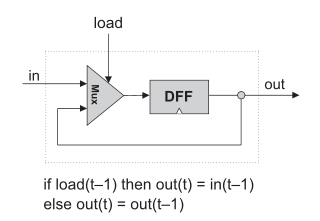 load
in
Mux
DFF
out
if load(t–1) then out(t) = in(t–1)
else out(t) = out(t–1)